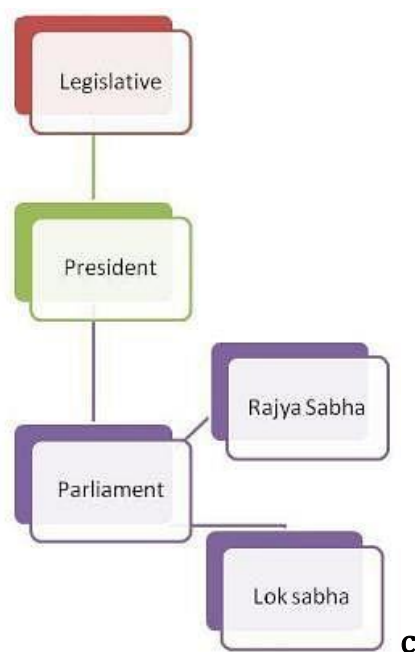 Legislative
President
Rajya Sabha
Parliament
Lok sabha
c